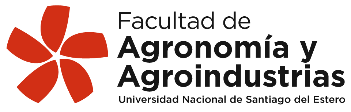 Facultad de
Agronomía y
Agroindustrias
Universidad Nacional de Santiago del Estero